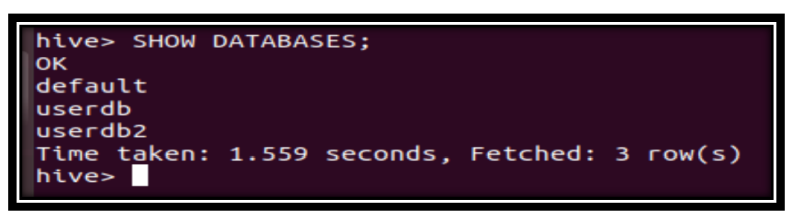 hive> SHOW DATABASES;
OK
default
userdb
userdb2
Time taken: 1.559 seconds, Fetched: 3 row(s)
hive>